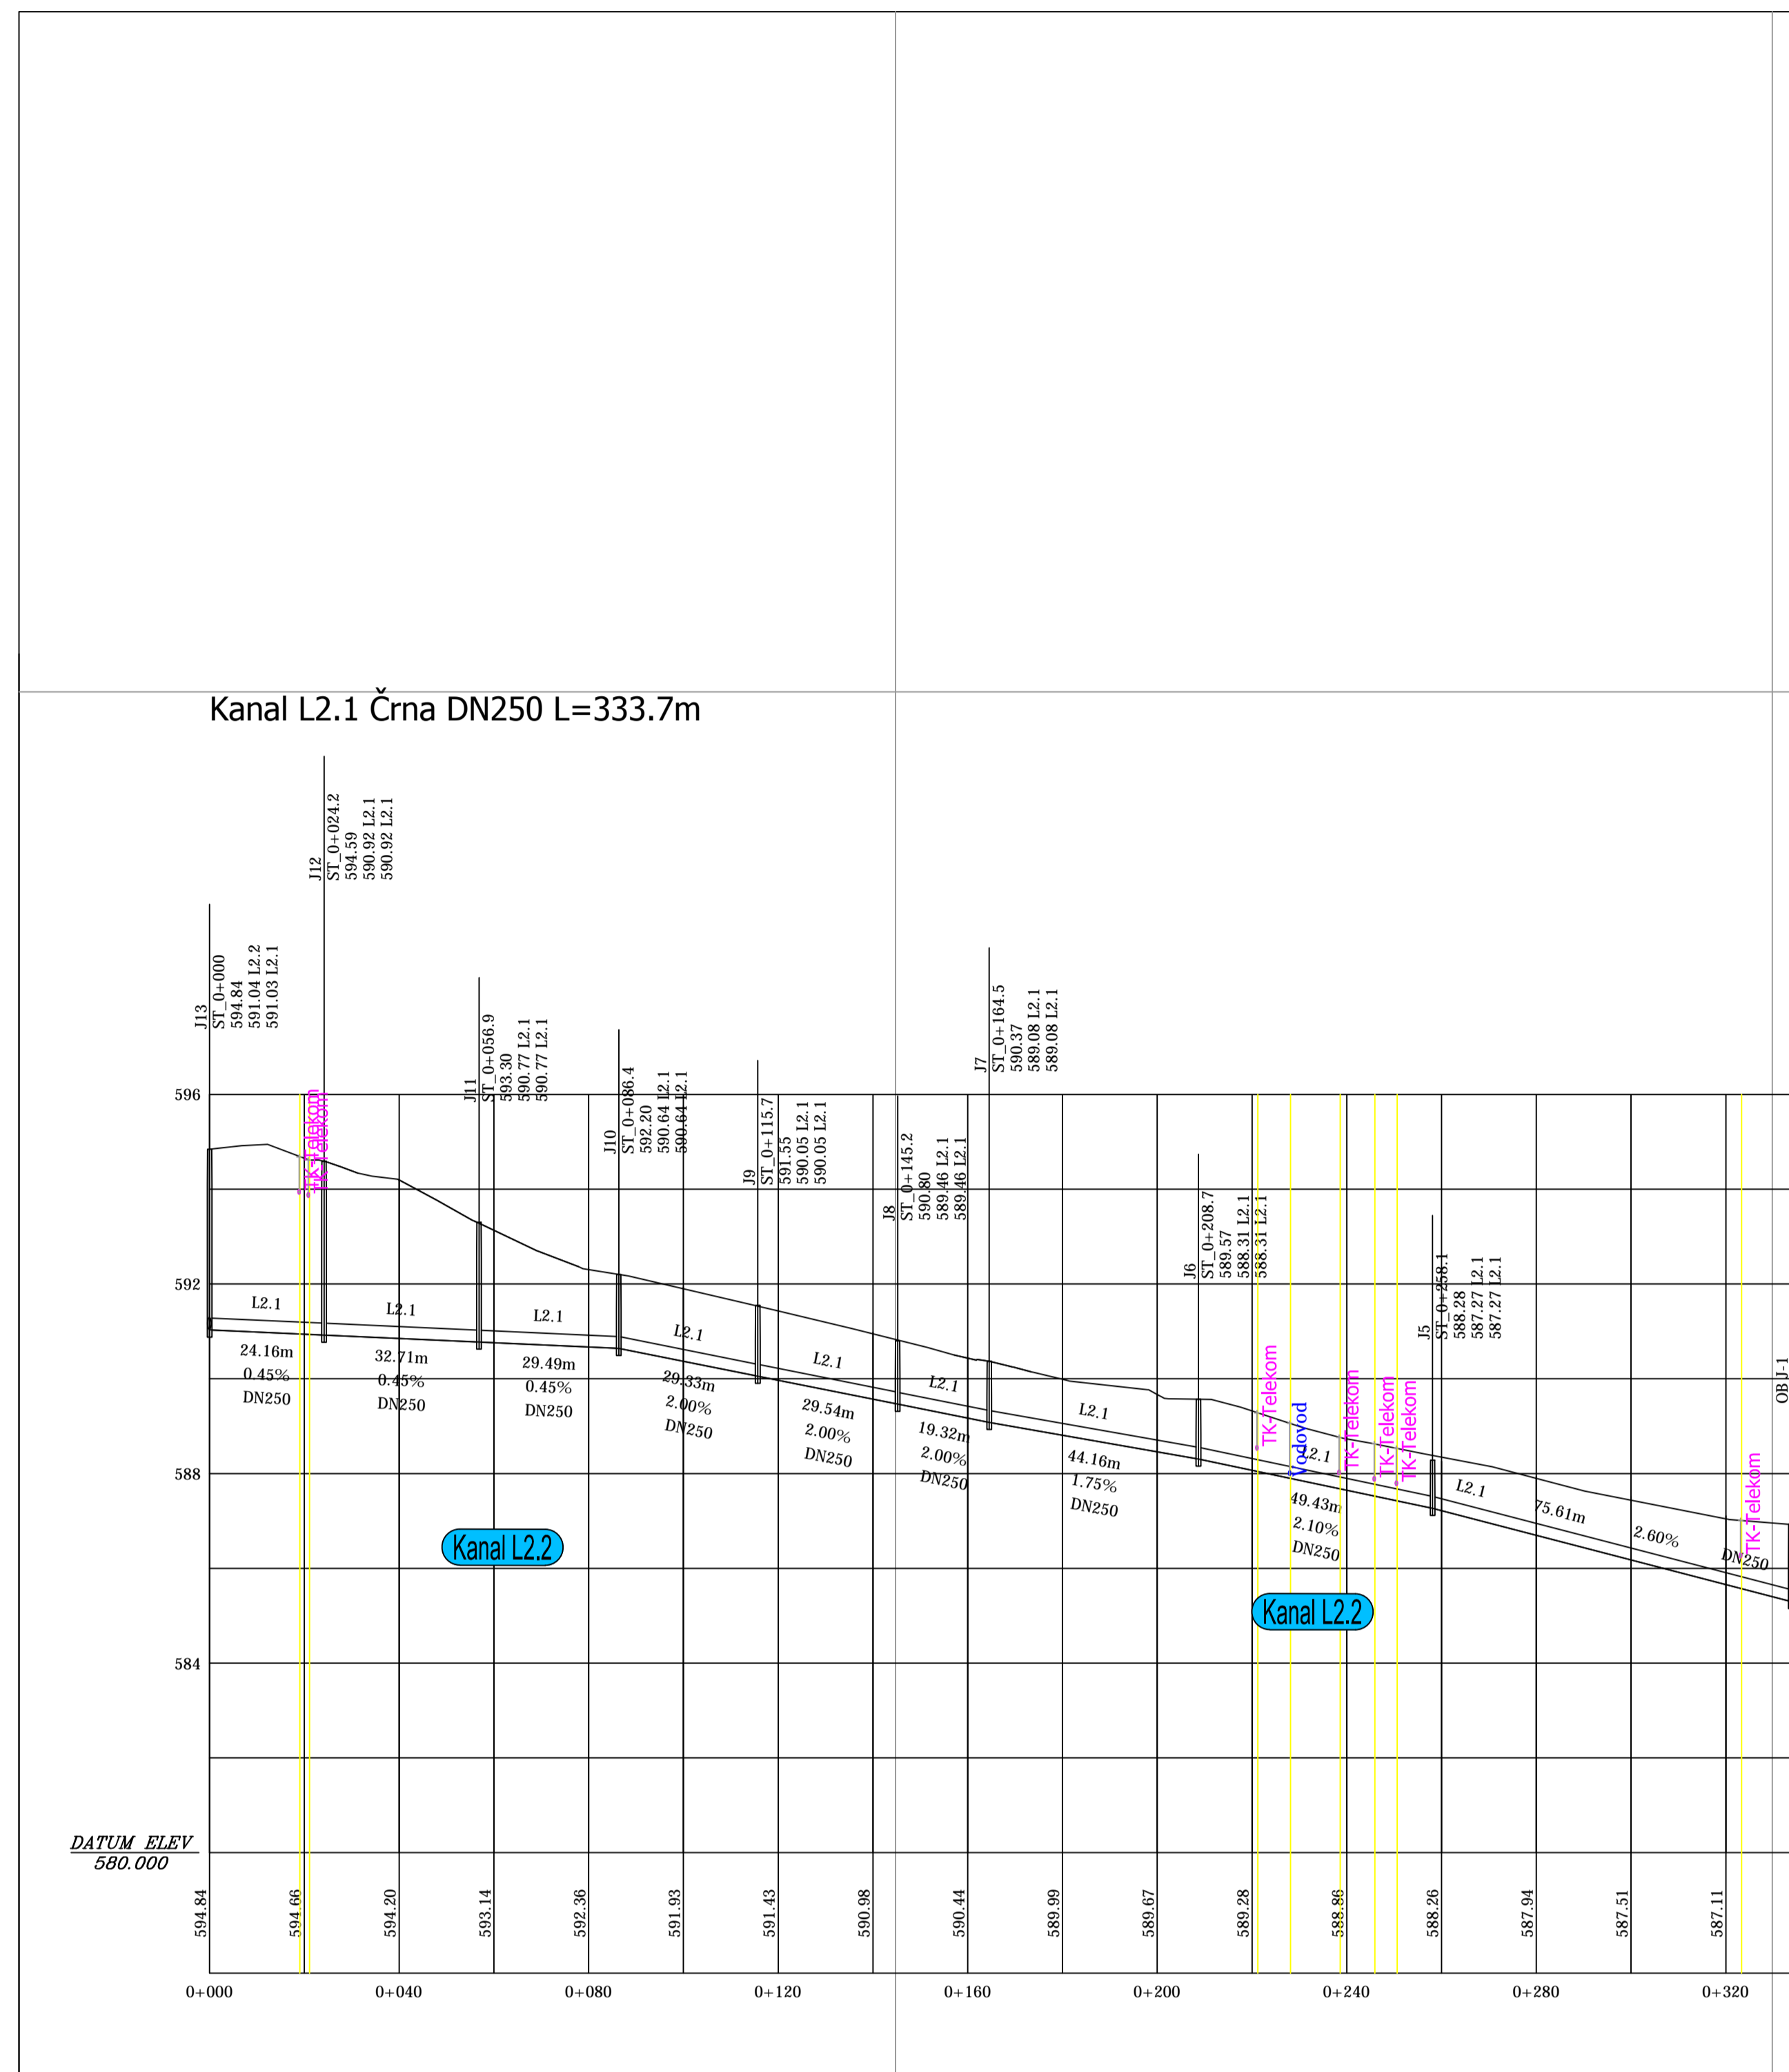 Kanal L2.1 Črna DN250 L=333.7m
J13
ST_0+000
594.84
591.04 L2.2
591.03 L2.1
J12
ST_0+024.2
594.59
590.92 L2.1
590.92 L2.1
J11
ST_0+056.9
593.30
590.77 L2.1
590.77 L2.1
J10
ST_0+086.4
592.20
590.64 L2.1
590.64 L2.1
J9
ST_0+115.7
591.55
590.05 L2.1
590.05 L2.1
J8
ST_0+145.2
590.80
589.46 L2.1
589.46 L2.1
J7
ST_0+164.5
590.37
589.08 L2.1
589.08 L2.1
J6
ST_0+208.7
589.57
588.31 L2.1
588.31 L2.1
J5
ST_0+258.1
588.28
587.27 L2.1
587.27 L2.1
OB J-1
596
592
588
584
TK-Telekom
TK-Telekom
TK-Telekom
Vodovod
TK-Telekom
TK-Telekom
TK-Telekom
TK-Telekom
L2.1
24.16m
0.45%
DN250
L2.1
32.71m
0.45%
DN250
L2.1
29.49m
0.45%
DN250
L2.1
29.33m
2.00%
DN250
L2.1
29.54m
2.00%
DN250
L2.1
19.32m
2.00%
DN250
L2.1
44.16m
1.75%
DN250
L2.1
49.43m
2.10%
DN250
L2.1
75.61m
2.60%
DN250
Kanal L2.2
Kanal L2.2
DATUM ELEV
580.000
594.84
594.66
594.20
593.14
592.36
591.93
591.43
590.98
590.44
589.99
589.67
589.28
588.86
588.26
587.94
587.51
587.11
0+000
0+040
0+080
0+120
0+160
0+200
0+240
0+280
0+320